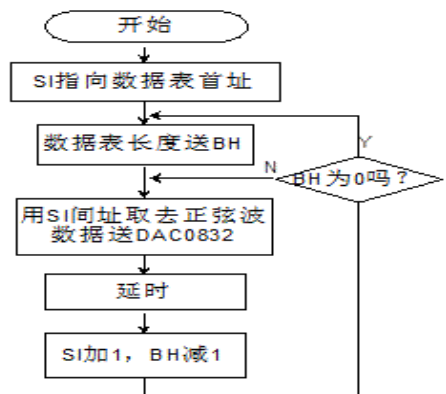 开始
SI指向数据表首址
数据表长度送BH
Y
N
BH为0吗？
用SI间址取去正弦波
数据送DAC0832
延时
SI加1，BH减1